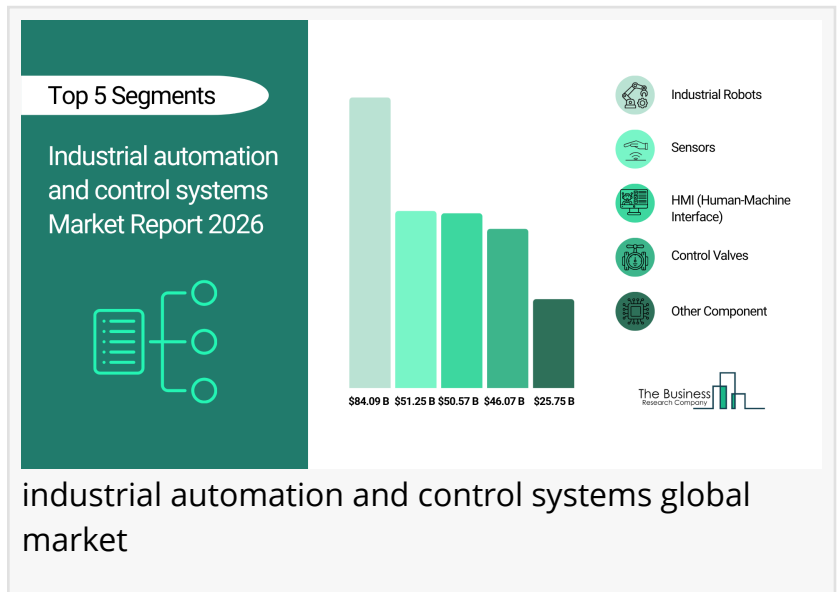 Top 5 Segments
Industrial automation
and control systems
Market Report 2026
$84.09 B $51.25 B $50.57 B $46.07 B $25.75 B
Industrial Robots
Sensors
HMI (Human-Machine
Interface)
Control Valves
Other Component
The Business
Research Company
industrial automation and control systems global
market